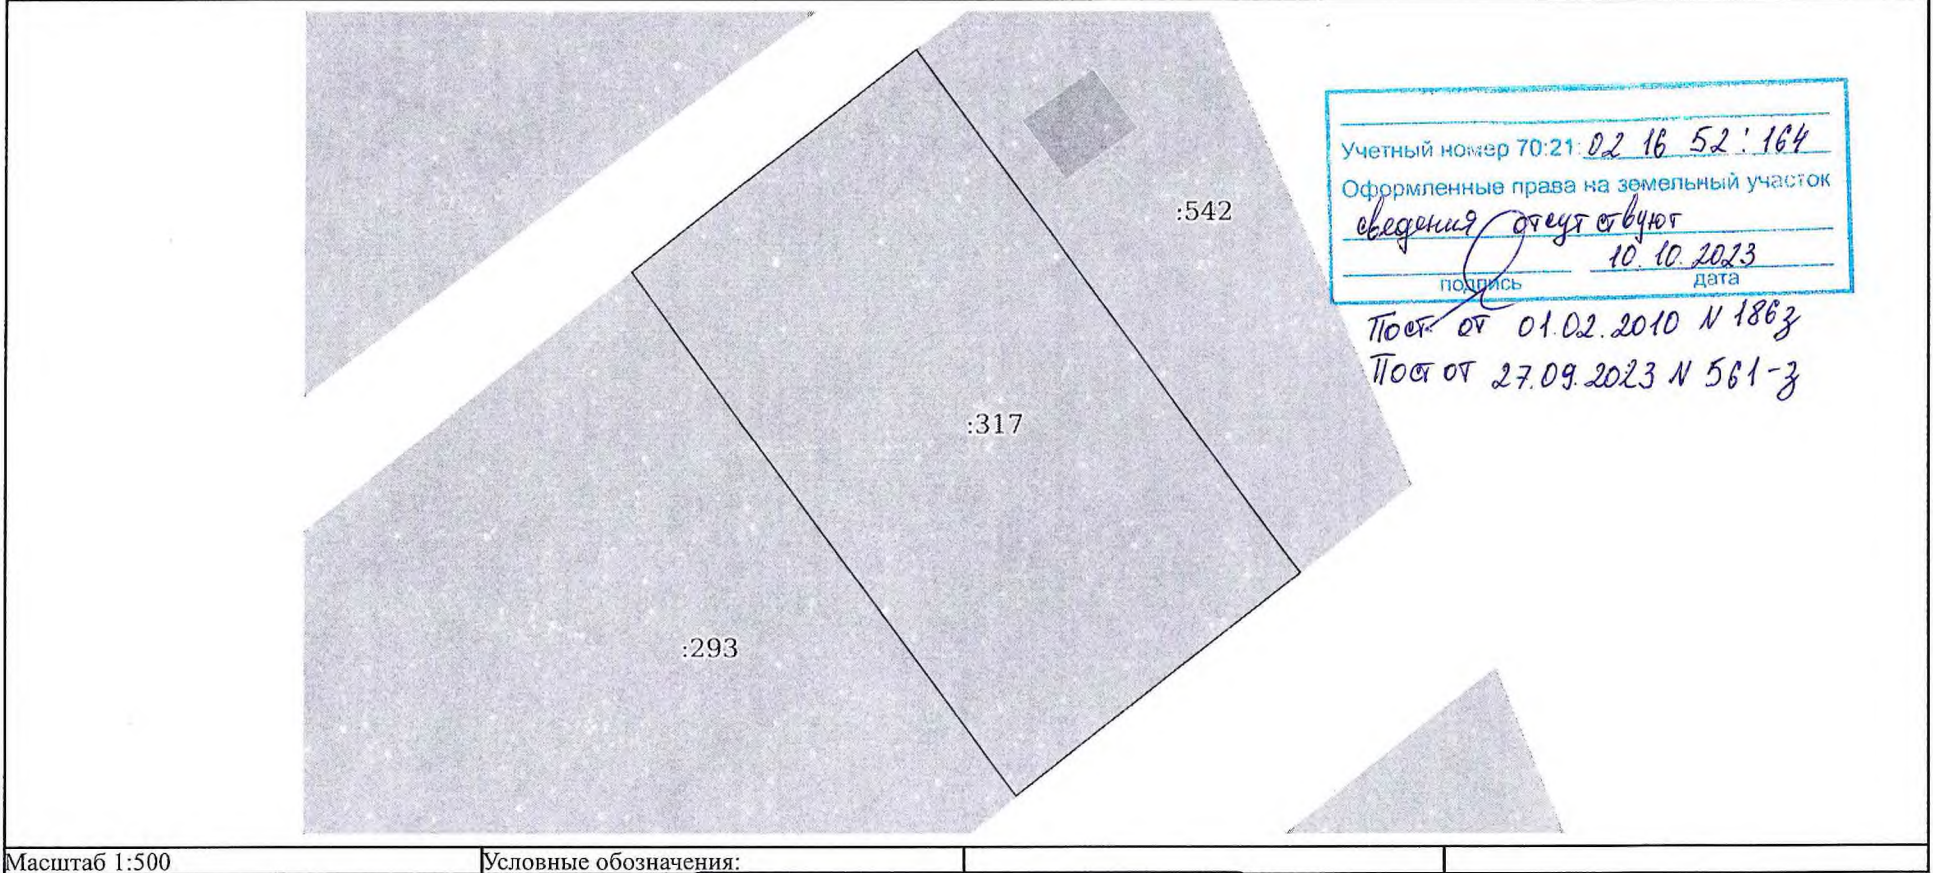 Учетный номер 70:21: 02 16 52 : 164
Оформленные права на земельный участок
сведения отсутствуют
10. 10. 2023
подпись дата
Пост от 01.02.2010 N 186з
Пост от 27.09.2023 N 561-з
:542
:317
:293
Масштаб 1:500 Условные обозначения: